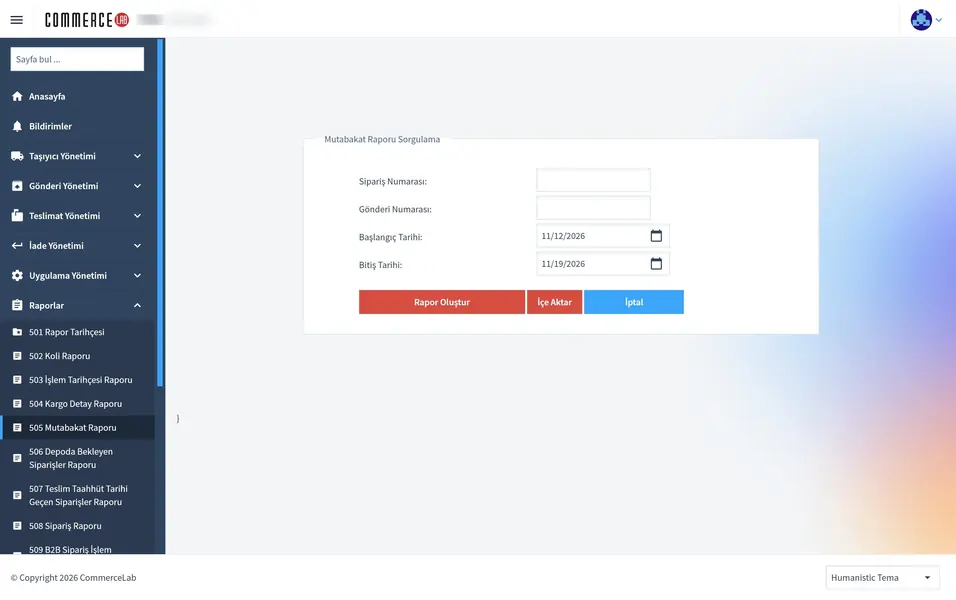 COMMERCE LAB
Sayfa bul ...
Anasayfa
Bildirimler
Taşıyıcı Yönetimi
Gönderi Yönetimi
Teslimat Yönetimi
İade Yönetimi
Uygulama Yönetimi
Raporlar
501 Rapor Tarihçesi
502 Koli Raporu
503 İşlem Tarihçesi Raporu
504 Kargo Detay Raporu
505 Mutabakat Raporu
506 Depoda Bekleyen
Siparişler Raporu
507 Teslim Taahhüt Tarihi
Geçen Siparişler Raporu
508 Sipariş Raporu
509 B2B Sipariş İşlem
Mutabakat Raporu Sorgulama
Sipariş Numarası:
Gönderi Numarası:
Başlangıç Tarihi: 11/12/2026
Bitiş Tarihi: 11/19/2026
Rapor Oluştur İçe Aktar İptal
}
© Copyright 2026 CommerceLab
Humanistic Tema